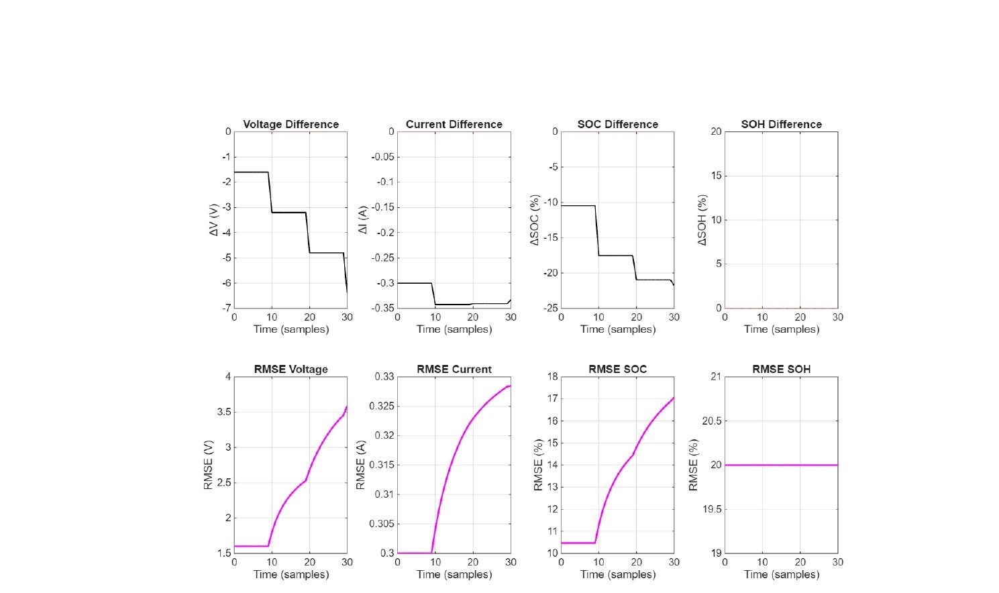 Voltage Difference
0
-1
-2
-3
-4
-5
-6
-7
0 10 20 30
ΔV (V)
Time (samples)
Current Difference
0
-0.05
-0.1
-0.15
-0.2
-0.25
-0.3
-0.35
0 10 20 30
ΔI (A)
Time (samples)
SOC Difference
0
-5
-10
-15
-20
-25
0 10 20 30
ΔSOC (%)
Time (samples)
SOH Difference
20
15
10
5
0
0 10 20 30
ΔSOH (%)
Time (samples)
RMSE Voltage
4
3.5
3
2.5
2
1.5
0 10 20 30
RMSE (V)
Time (samples)
RMSE Current
0.33
0.325
0.32
0.315
0.31
0.305
0.3
0 10 20 30
RMSE (A)
Time (samples)
RMSE SOC
18
17
16
15
14
13
12
11
10
0 10 20 30
RMSE (%)
Time (samples)
RMSE SOH
21
20.5
20
19.5
19
0 10 20 30
RMSE (%)
Time (samples)